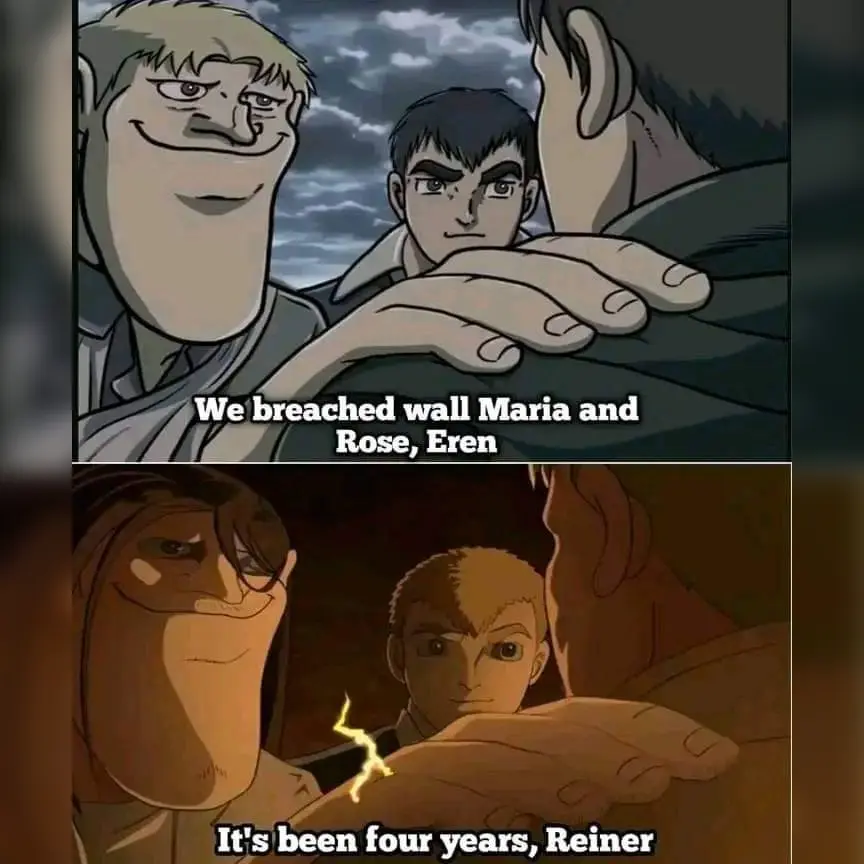 We breached wall Maria and
Rose, Eren
It's been four years, Reiner